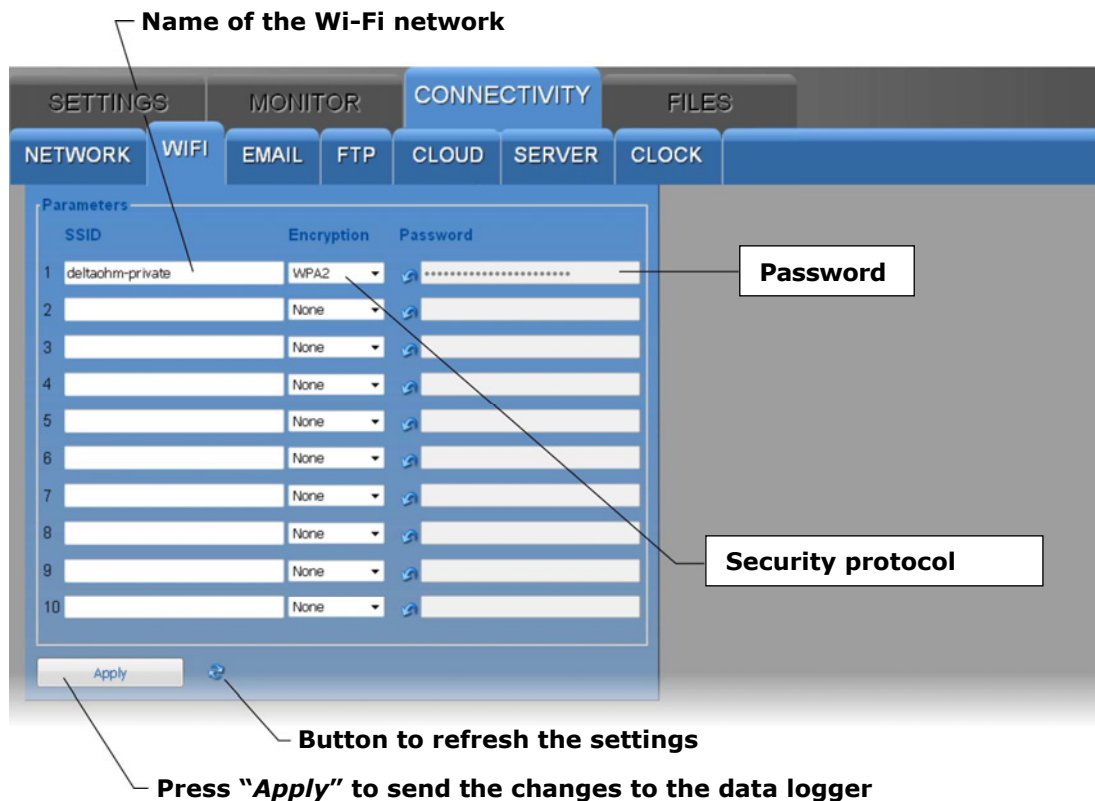 Name of the Wi-Fi network
SETTINGS MONITOR CONNECTIVITY FILES
NETWORK WIFI EMAIL FTP CLOUD SERVER CLOCK
Parameters
SSID Encryption Password
1 deltaohm-private WPA2 •••••••••••••••••••••••
Password
2 None
3 None
4 None
5 None
6 None
7 None
8 None
Security protocol
9 None
10 None
Apply
Button to refresh the settings
Press “Apply” to send the changes to the data logger